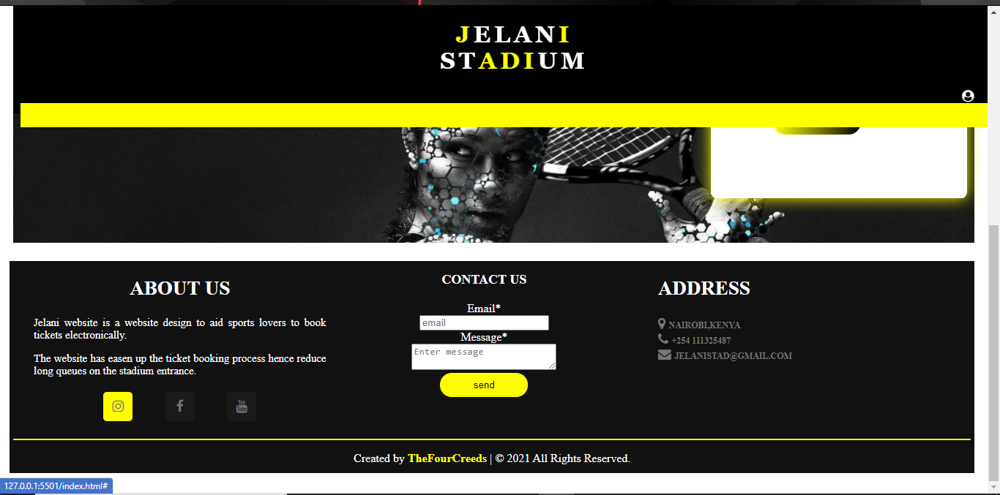 JELANI
STADIUM
ABOUT US
Jelani website is a website design to aid sports lovers to book
tickets electronically.
The website has easen up the ticket booking process hence reduce
long queues on the stadium entrance.
You
Tube
CONTACT US
Email*
email
Message*
Enter message
send
ADDRESS
NAIROBI,KENYA
+254 111325487
JELANISTAD@GMAIL.COM
Created by TheFourCreeds | © 2021 All Rights Reserved.
127.0.0.1:5501/index.html#